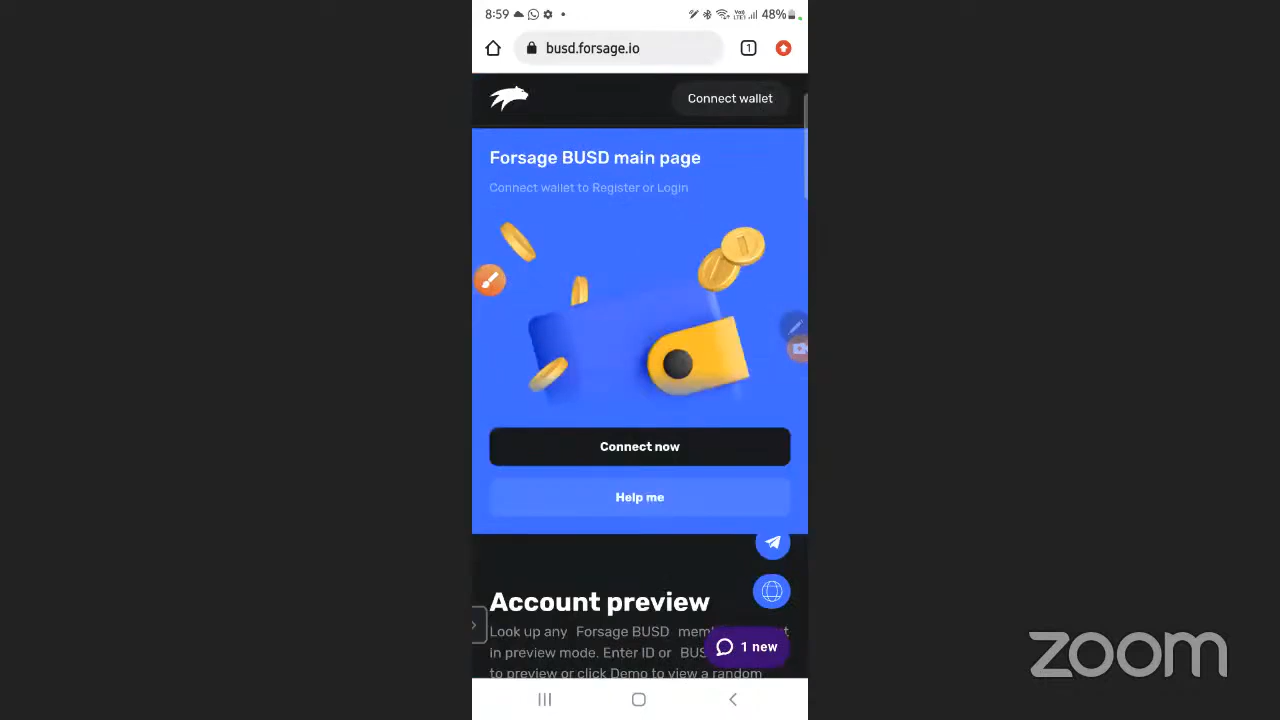 8:59
48%
busd.forsage.io
1
Connect wallet
Forsage BUSD main page
Connect wallet to Register or Login
Connect now
Help me
Account preview
Look up any Forsage BUSD
in preview mode. Enter ID or
1 new
to preview or click Demo to view a random
zoom